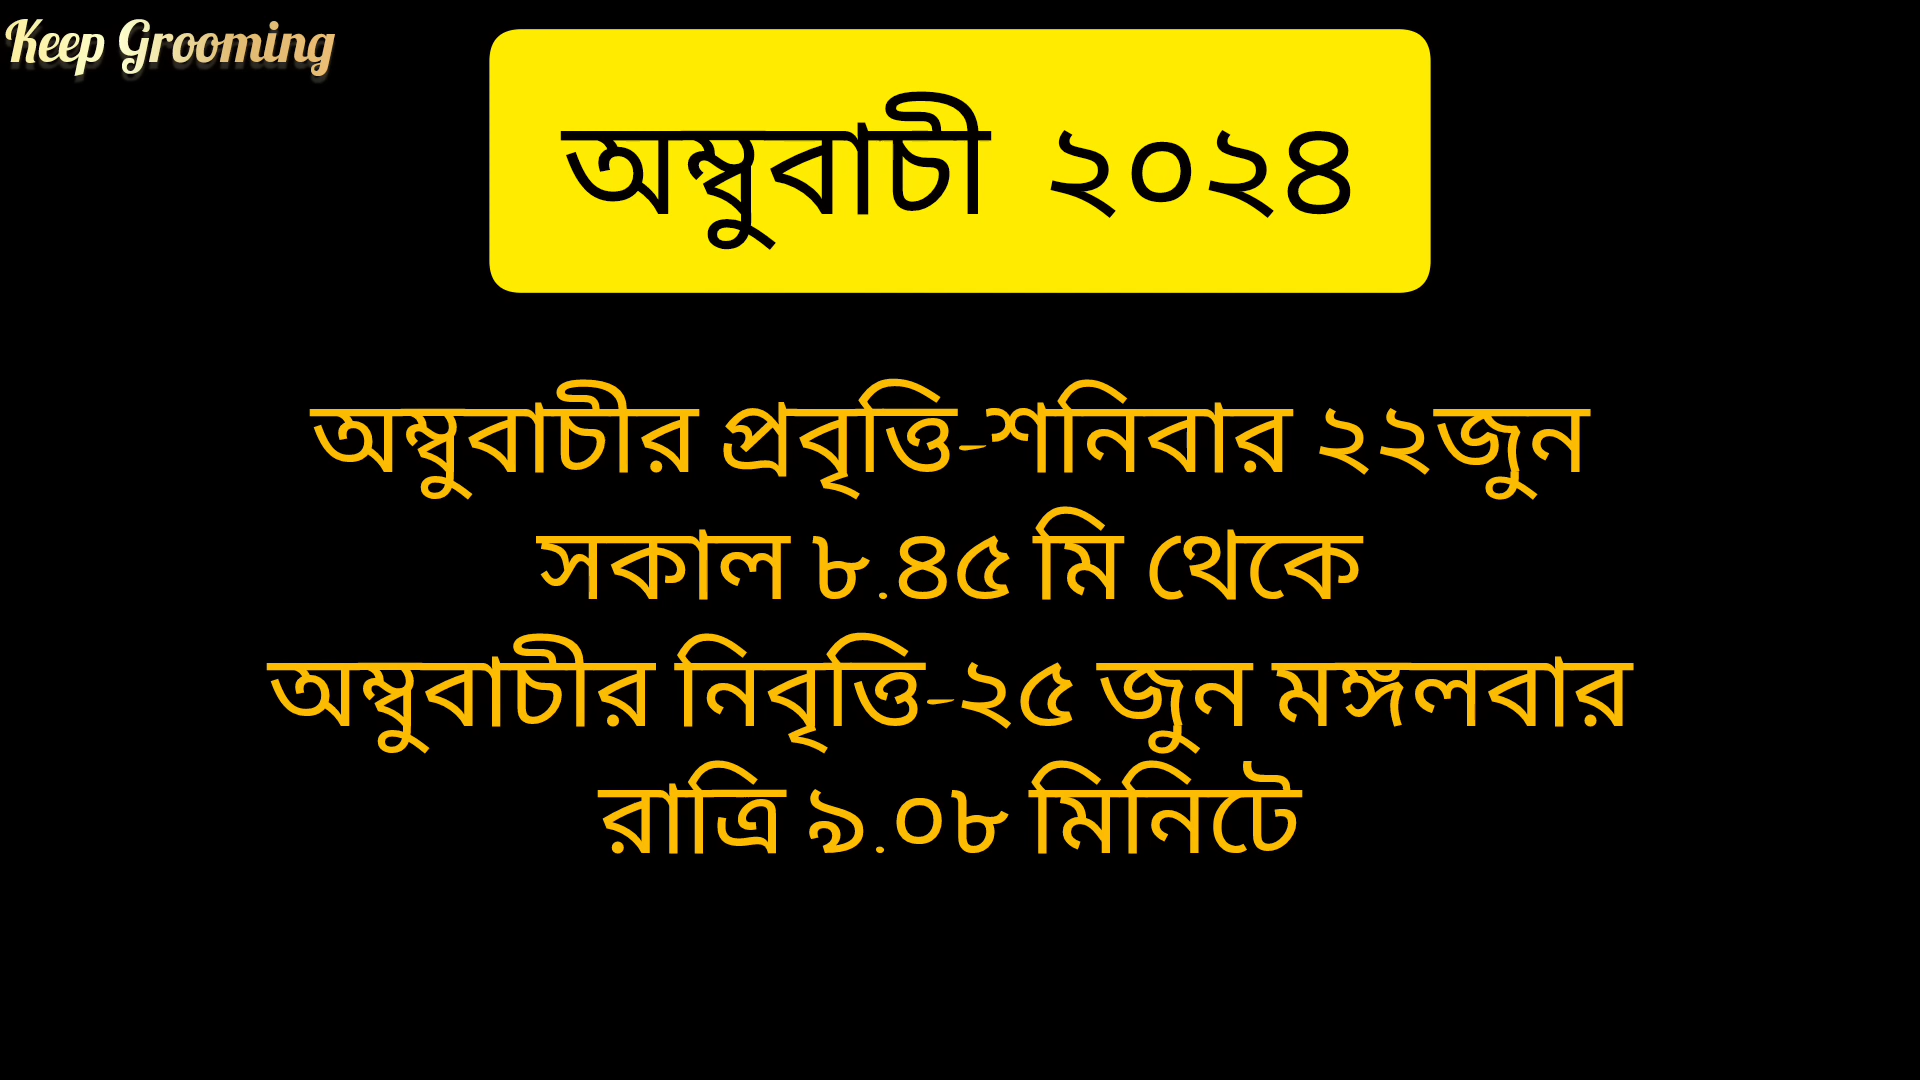 Keep Grooming
অম্বুবাচী ২০২৪
অম্বুবাচীর প্রবৃত্তি-শনিবার ২২জুন
সকাল ৮.৪৫ মি থেকে
অম্বুবাচীর নিবৃত্তি-২৫ জুন মঙ্গলবার
রাত্রি ৯.০৮ মিনিটে